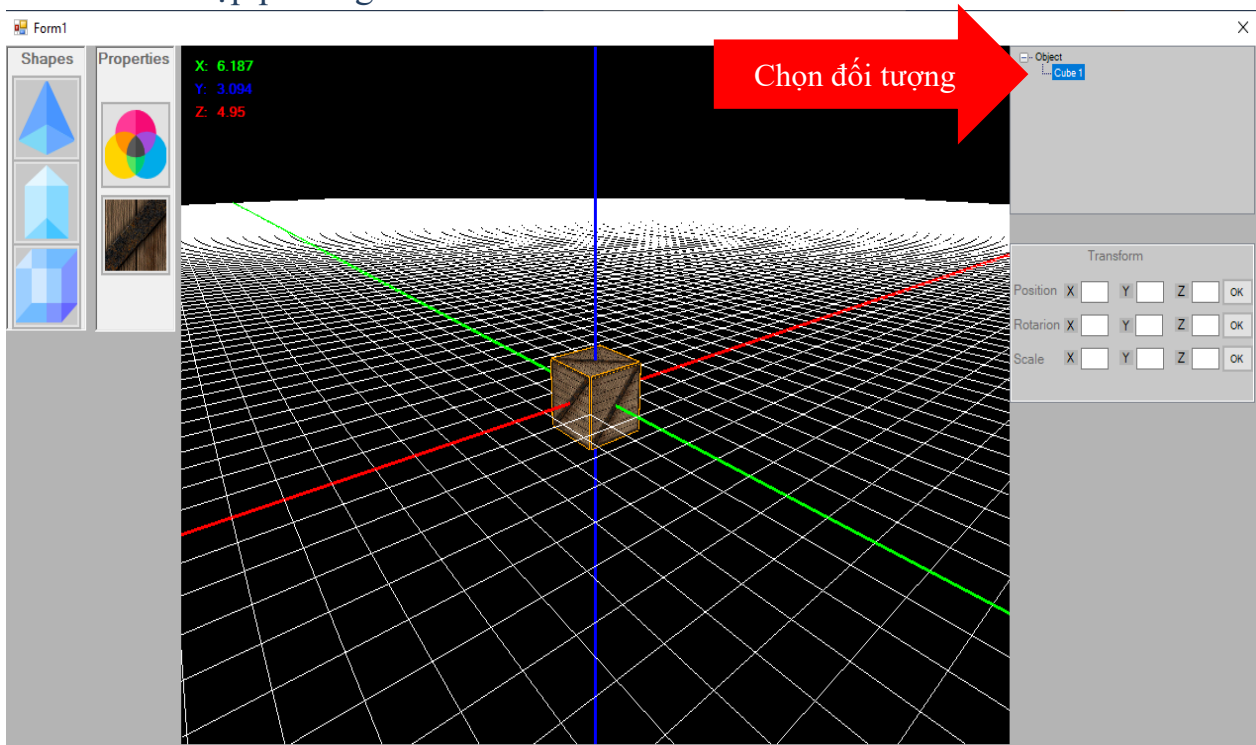 Form1
X
Shapes
Properties
X: 6.187
Y: 3.094
Z: 4.95
Chọn đối tượng
Object
Cube 1
Transform
Position X Y Z OK
Rotarion X Y Z OK
Scale X Y Z OK